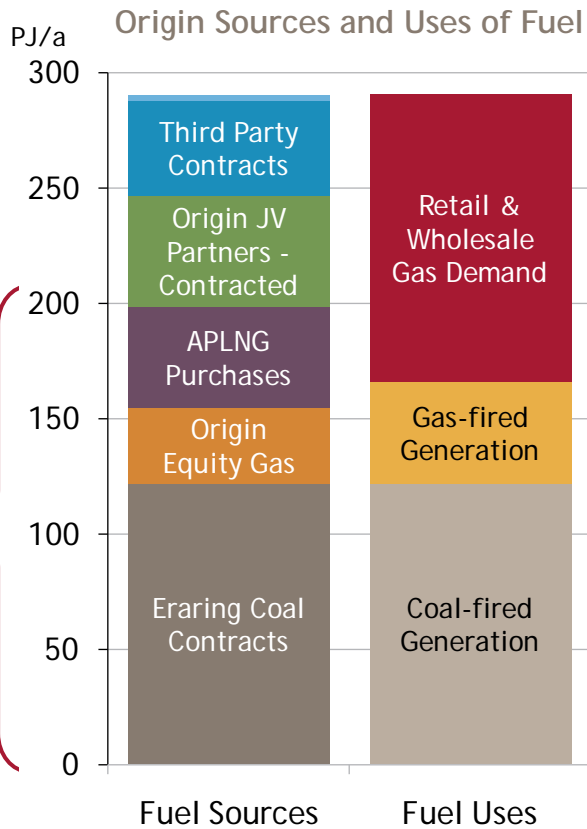 Origin Sources and Uses of Fuel
PJ/a
300
250
200
150
100
50
0
Third Party
Contracts
Origin JV
Partners -
Contracted
APLNG
Purchases
Origin
Equity Gas
Eraring Coal
Contracts
Retail &
Wholesale
Gas Demand
Gas-fired
Generation
Coal-fired
Generation
Fuel Sources
Fuel Uses